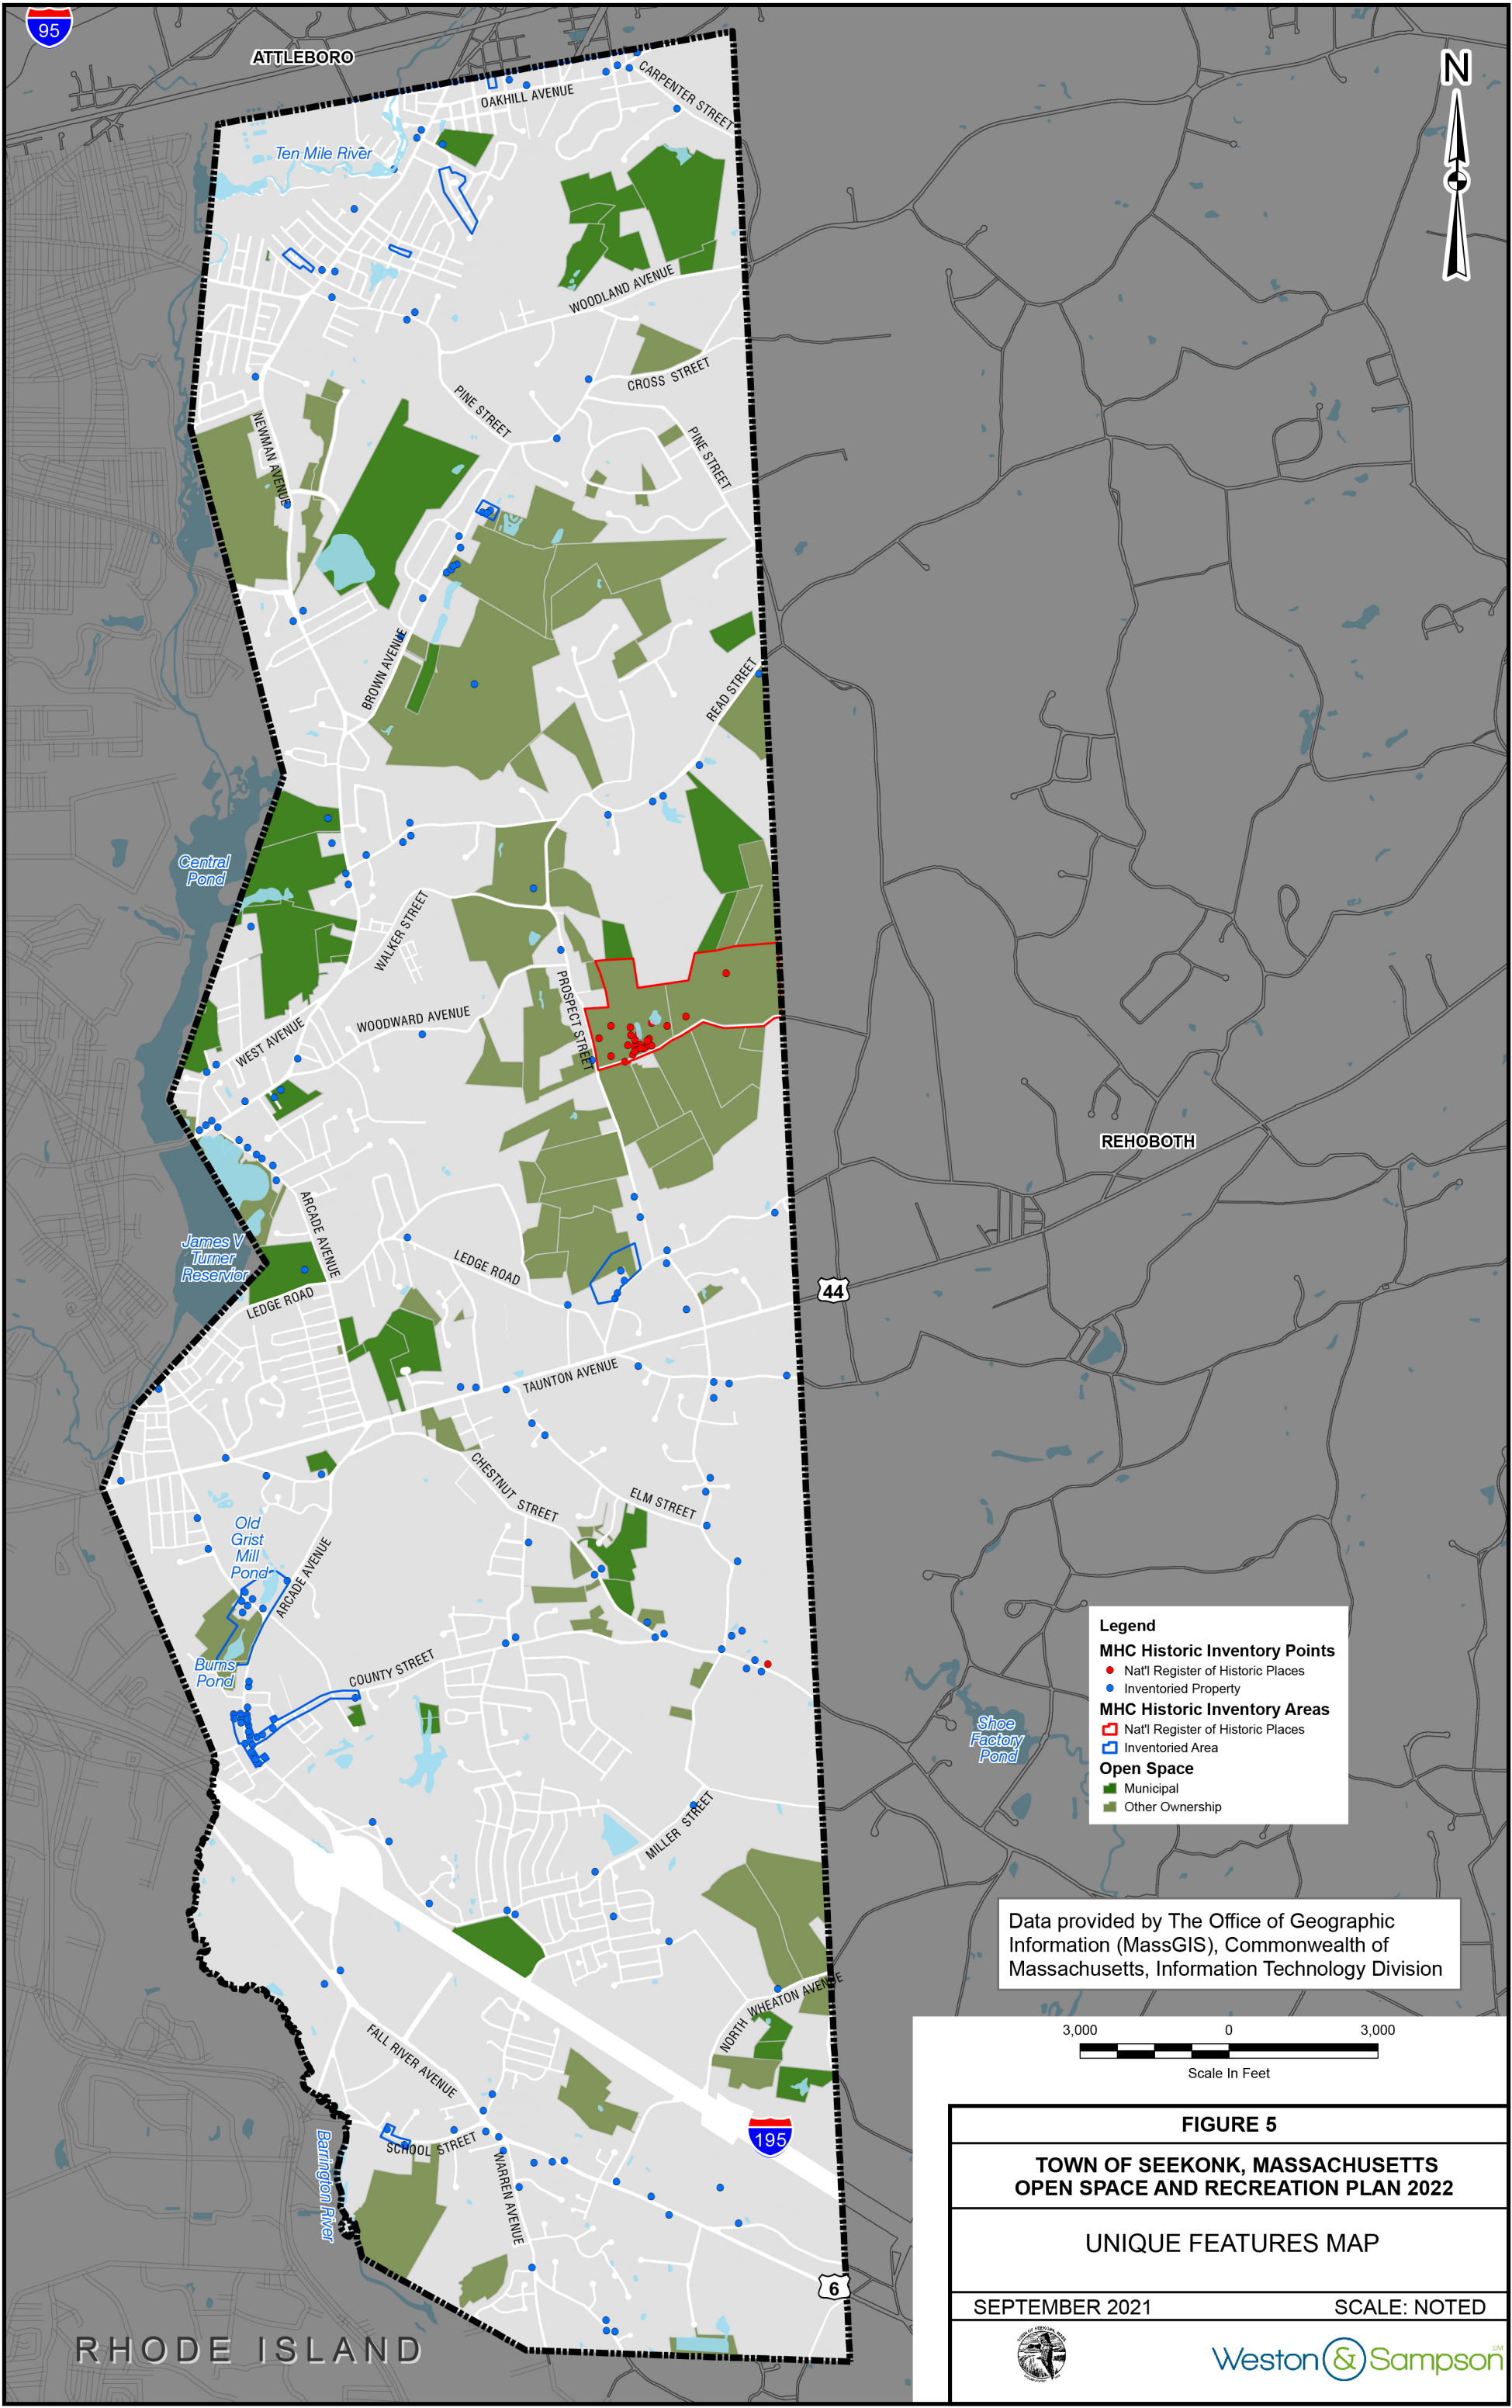 95
ATTLEBORO
N
CARPENTER STREET
OAKHILL AVENUE
Ten Mile River
WOODLAND AVENUE
CROSS STREET
PINE STREET
NEWMAN AVENUE
PINE STREET
BROWN AVENUE
READ STREET
Central
Pond
WALKER STREET
PROSPECT STREET
WOODWARD AVENUE
WEST AVENUE
REHOBOTH
ARCADE AVENUE
James V
Turner
Reservior
LEDGE ROAD
44
LEDGE ROAD
TAUNTON AVENUE
CHESTNUT STREET
ELM STREET
Old
Grist
Mill
Pond
ARCADE AVENUE
Burns
Pond
COUNTY STREET
Shoe
Factory
Pond
Legend
MHC Historic Inventory Points
Nat'l Register of Historic Places
Inventoried Property
MHC Historic Inventory Areas
Nat'l Register of Historic Places
Inventoried Area
Open Space
Municipal
Other Ownership
MILLER STREET
Data provided by The Office of Geographic
Information (MassGIS), Commonwealth of
Massachusetts, Information Technology Division
NORTH WHEATON AVENUE
FALL RIVER AVENUE
3,000 0 3,000
Scale In Feet
195
SCHOOL STREET
Barrington River
WARREN AVENUE
6
RHODE ISLAND
FIGURE 5
TOWN OF SEEKONK, MASSACHUSETTS
OPEN SPACE AND RECREATION PLAN 2022
UNIQUE FEATURES MAP
SEPTEMBER 2021 SCALE: NOTED
Weston & Sampson